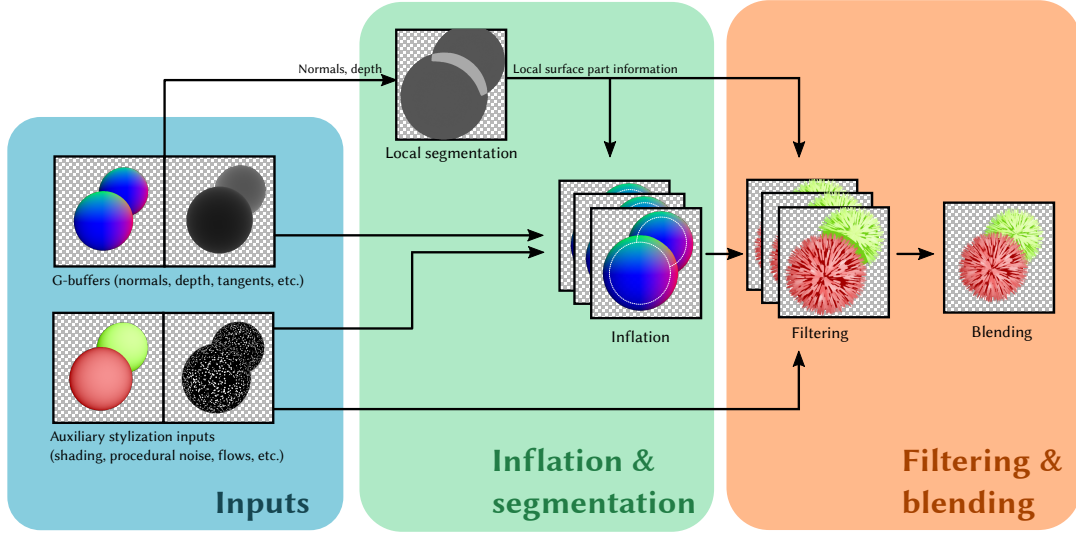 Normals, depth
Local surface part information
Local segmentation
G-buffers (normals, depth, tangents, etc.)
Inflation
Filtering
Blending
Auxiliary stylization inputs
(shading, procedural noise, flows, etc.)
Inputs
Inflation &
segmentation
Filtering &
blending